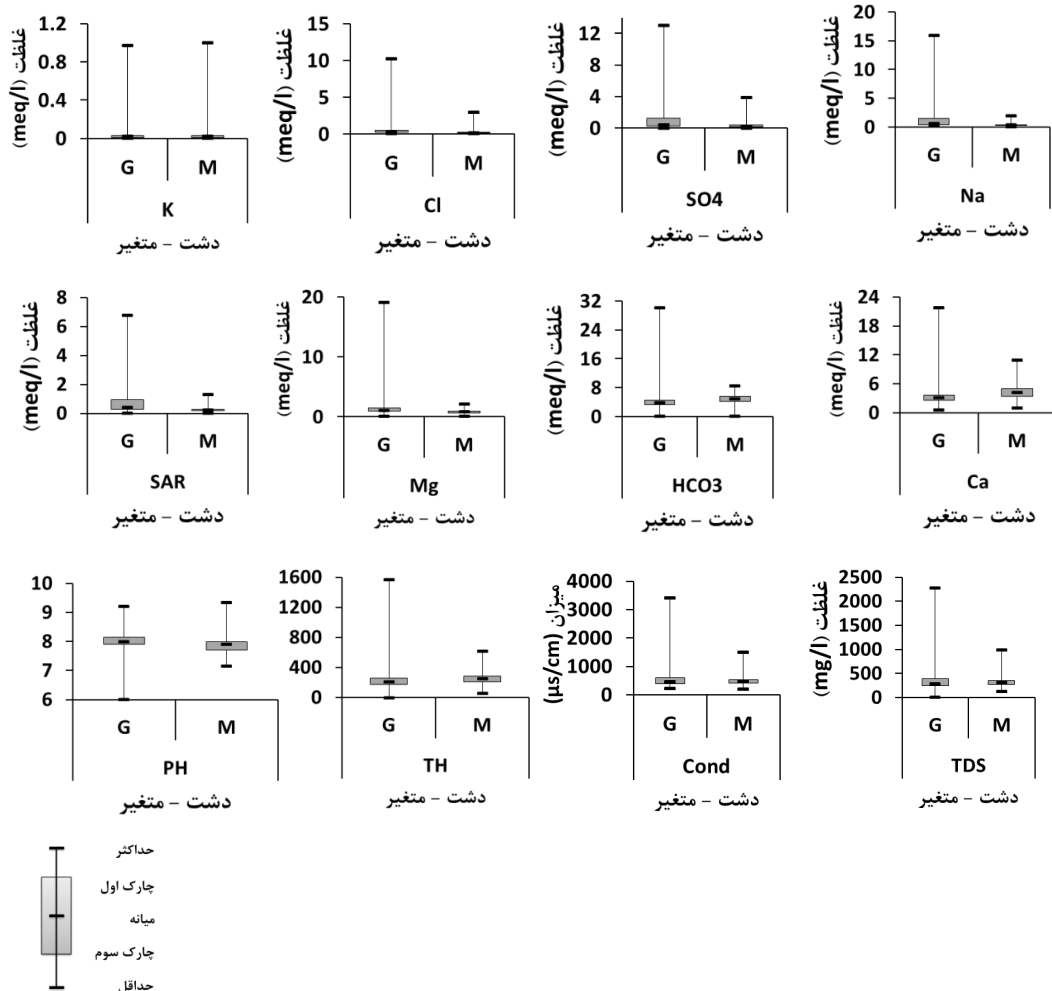 غلظت (meq/l)
1.2
0.8
0.4
0
G M
K
دشت - متغیر
غلظت (meq/l)
15
10
5
0
G M
Cl
دشت - متغیر
غلظت (meq/l)
12
8
4
0
G M
SO4
دشت - متغیر
غلظت (meq/l)
20
15
10
5
0
G M
Na
دشت - متغیر
غلظت (meq/l)
8
6
4
2
0
G M
SAR
دشت - متغیر
20
10
0
G M
Mg
دشت - متغیر
غلظت (meq/l)
32
24
16
8
0
G M
HCO3
دشت - متغیر
غلظت (meq/l)
24
18
12
6
0
G M
Ca
دشت - متغیر
10
9
8
7
6
G M
PH
دشت - متغیر
1600
1200
800
400
0
G M
TH
دشت - متغیر
میزان (µs/cm)
4000
3000
2000
1000
0
G M
Cond
دشت - متغیر
غلظت (mg/l)
2500
2000
1500
1000
500
0
G M
TDS
دشت - متغیر
حداکثر
چارک اول
میانه
چارک سوم
حداقل